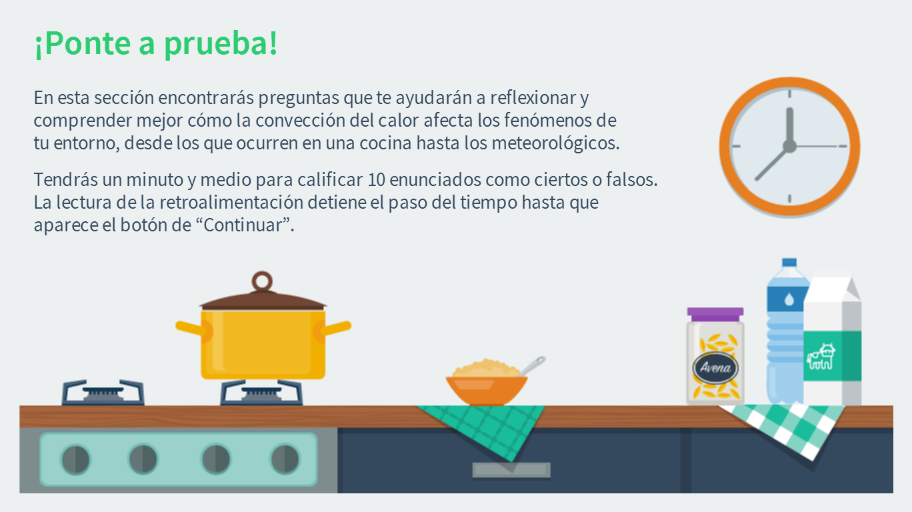 ¡Ponte a prueba!
En esta sección encontrarás preguntas que te ayudarán a reflexionar y
comprender mejor cómo la convección del calor afecta los fenómenos de
tu entorno, desde los que ocurren en una cocina hasta los meteorológicos.
Tendrás un minuto y medio para calificar 10 enunciados como ciertos o falsos.
La lectura de la retroalimentación detiene el paso del tiempo hasta que
aparece el botón de “Continuar”.
Avena